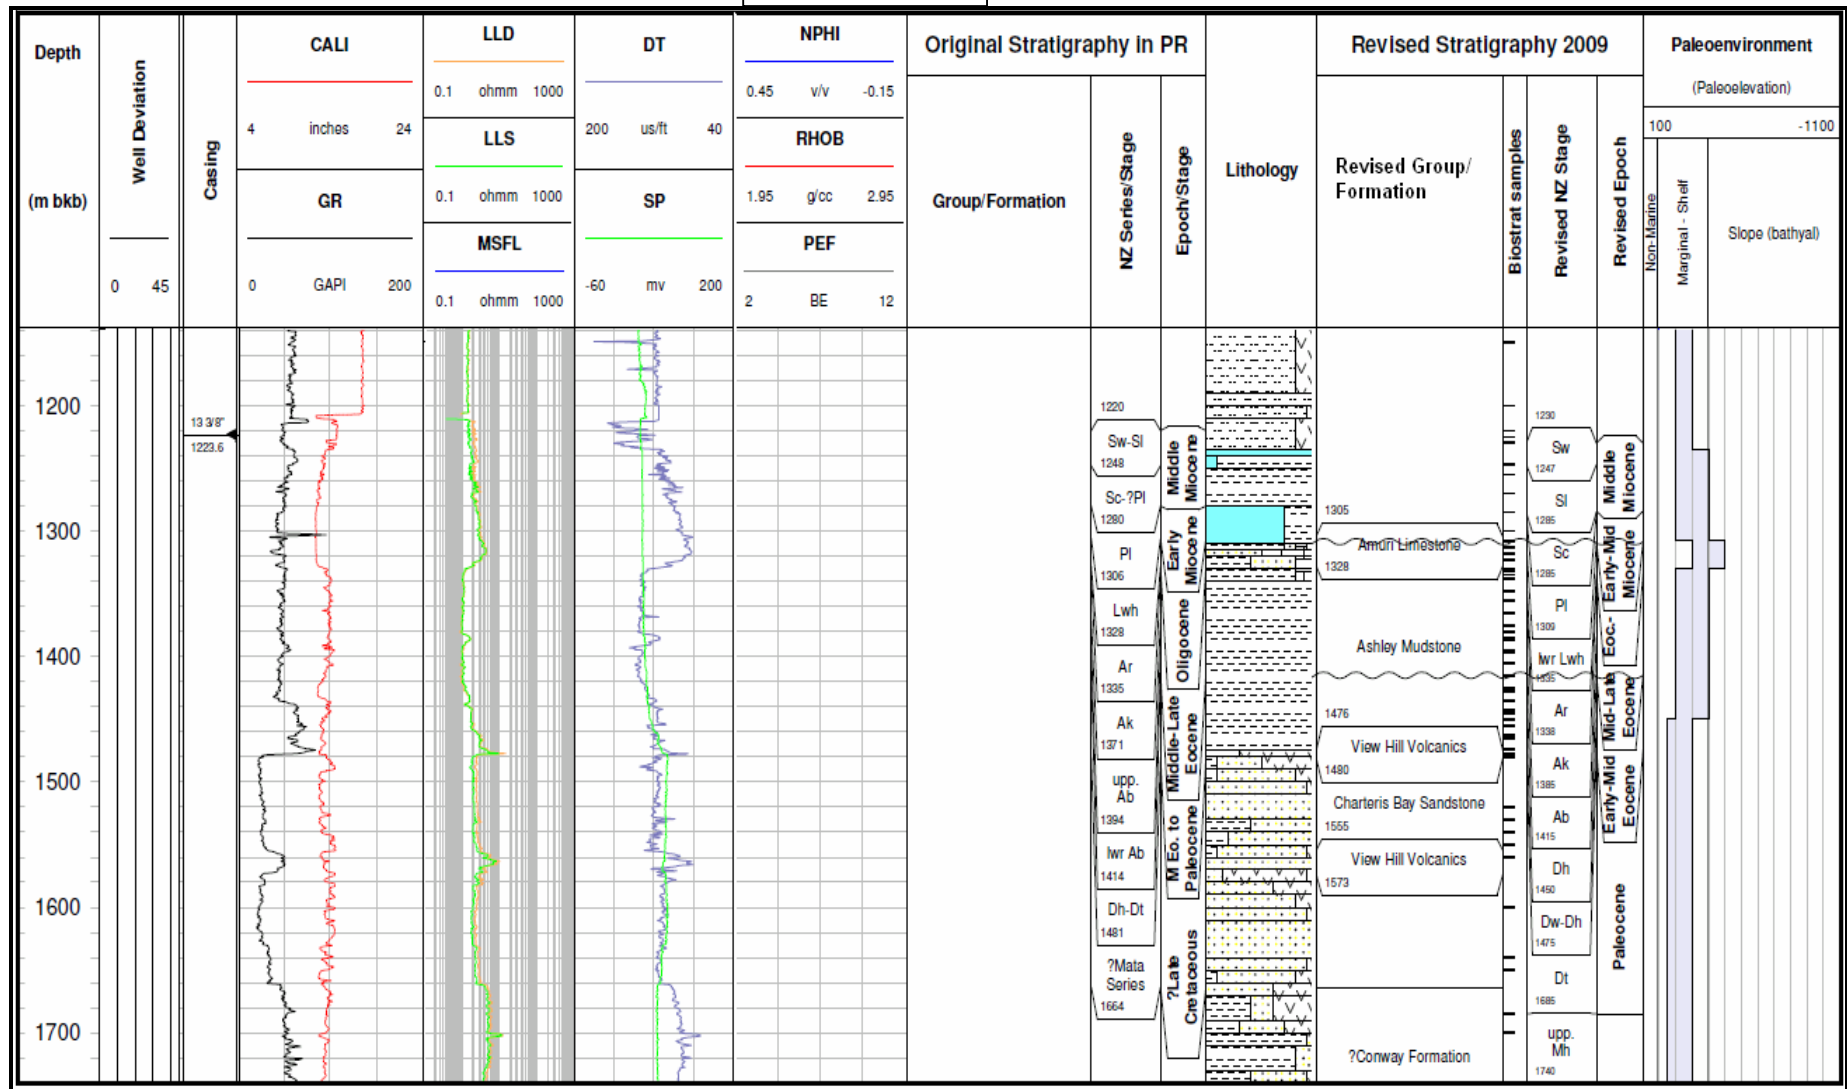 Depth
(m bkb)
Well Deviation
0 45
Casing
CALI
4 inches 24
GR
0 GAPI 200
LLD
0.1 ohmm 1000
LLS
0.1 ohmm 1000
MSFL
0.1 ohmm 1000
DT
200 us/ft 40
SP
-60 mv 200
NPHI
0.45 v/v -0.15
RHOB
1.95 g/cc 2.95
PEF
2 BE 12
Original Stratigraphy in PR
Group/Formation
NZ Series/Stage
Epoch/Stage
Lithology
Revised Stratigraphy 2009
Revised Group/
Formation
Biostrat samples
Revised NZ Stage
Revised Epoch
Paleoenvironment
(Paleoelevation)
100 -1100
Non-Marine
Marginal - Shelf
Slope (bathyal)
1200
1300
1400
1500
1600
1700
13 3/8"
1223.6
1220
Sw-Sl
1248
Sc-?Pl
1280
Pl
1306
Lwh
1328
Ar
1335
Ak
1371
upp.
Ab
1394
lwr Ab
1414
Dh-Dt
1481
?Mata
Series
1664
Middle
Miocene
Early
Miocene
Oligocene
Middle-Late
Eocene
M Eo. to
Paleocene
?Late
Cretaceous
1305
Amuri Limestone
1328
Ashley Mudstone
1476
View Hill Volcanics
1480
Charteris Bay Sandstone
1555
View Hill Volcanics
1573
?Conway Formation
1230
Sw
1247
Sl
1285
Sc
1285
Pl
1309
lwr Lwh
1335
Ar
1338
Ak
1385
Ab
1415
Dh
1450
Dw-Dh
1475
Dt
1685
upp.
Mh
1740
Middle
Miocene
Early-Mid
Miocene
Eoc.-
Mid-Late
Eocene
Early-Mid
Eocene
Paleocene